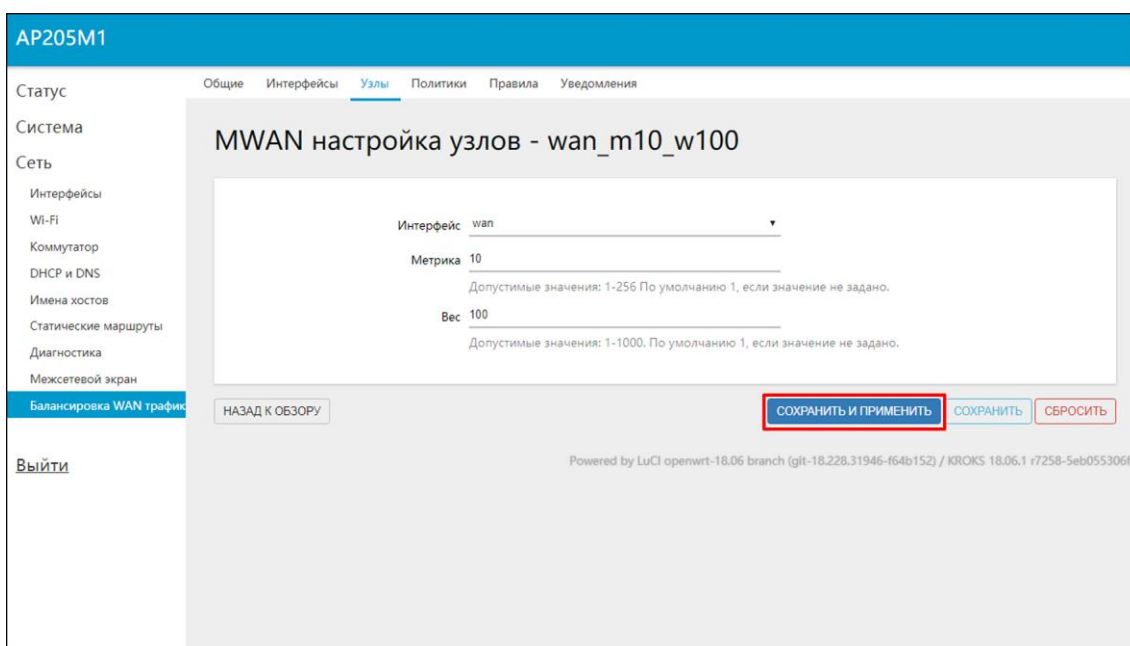 AP205M1
Статус
Система
Сеть
Интерфейсы
Wi-Fi
Коммутатор
DHCP и DNS
Имена хостов
Статические маршруты
Диагностика
Межсетевой экран
Балансировка WAN трафик
Выйти
Общие Интерфейсы Узлы Политики Правила Уведомления
MWAN настройка узлов - wan_m10_w100
Интерфейс wan
Метрика 10
Допустимые значения: 1-256 По умолчанию 1, если значение не задано.
Вес 100
Допустимые значения: 1-1000. По умолчанию 1, если значение не задано.
НАЗАД К ОБЗОРУ СОХРАНИТЬ И ПРИМЕНИТЬ СОХРАНИТЬ СБРОСИТЬ
Powered by LuCI openwrt-18.06 branch (git-18.228.31946-f64b152) / KROKS 18.06.1 r7258-5eb055306f